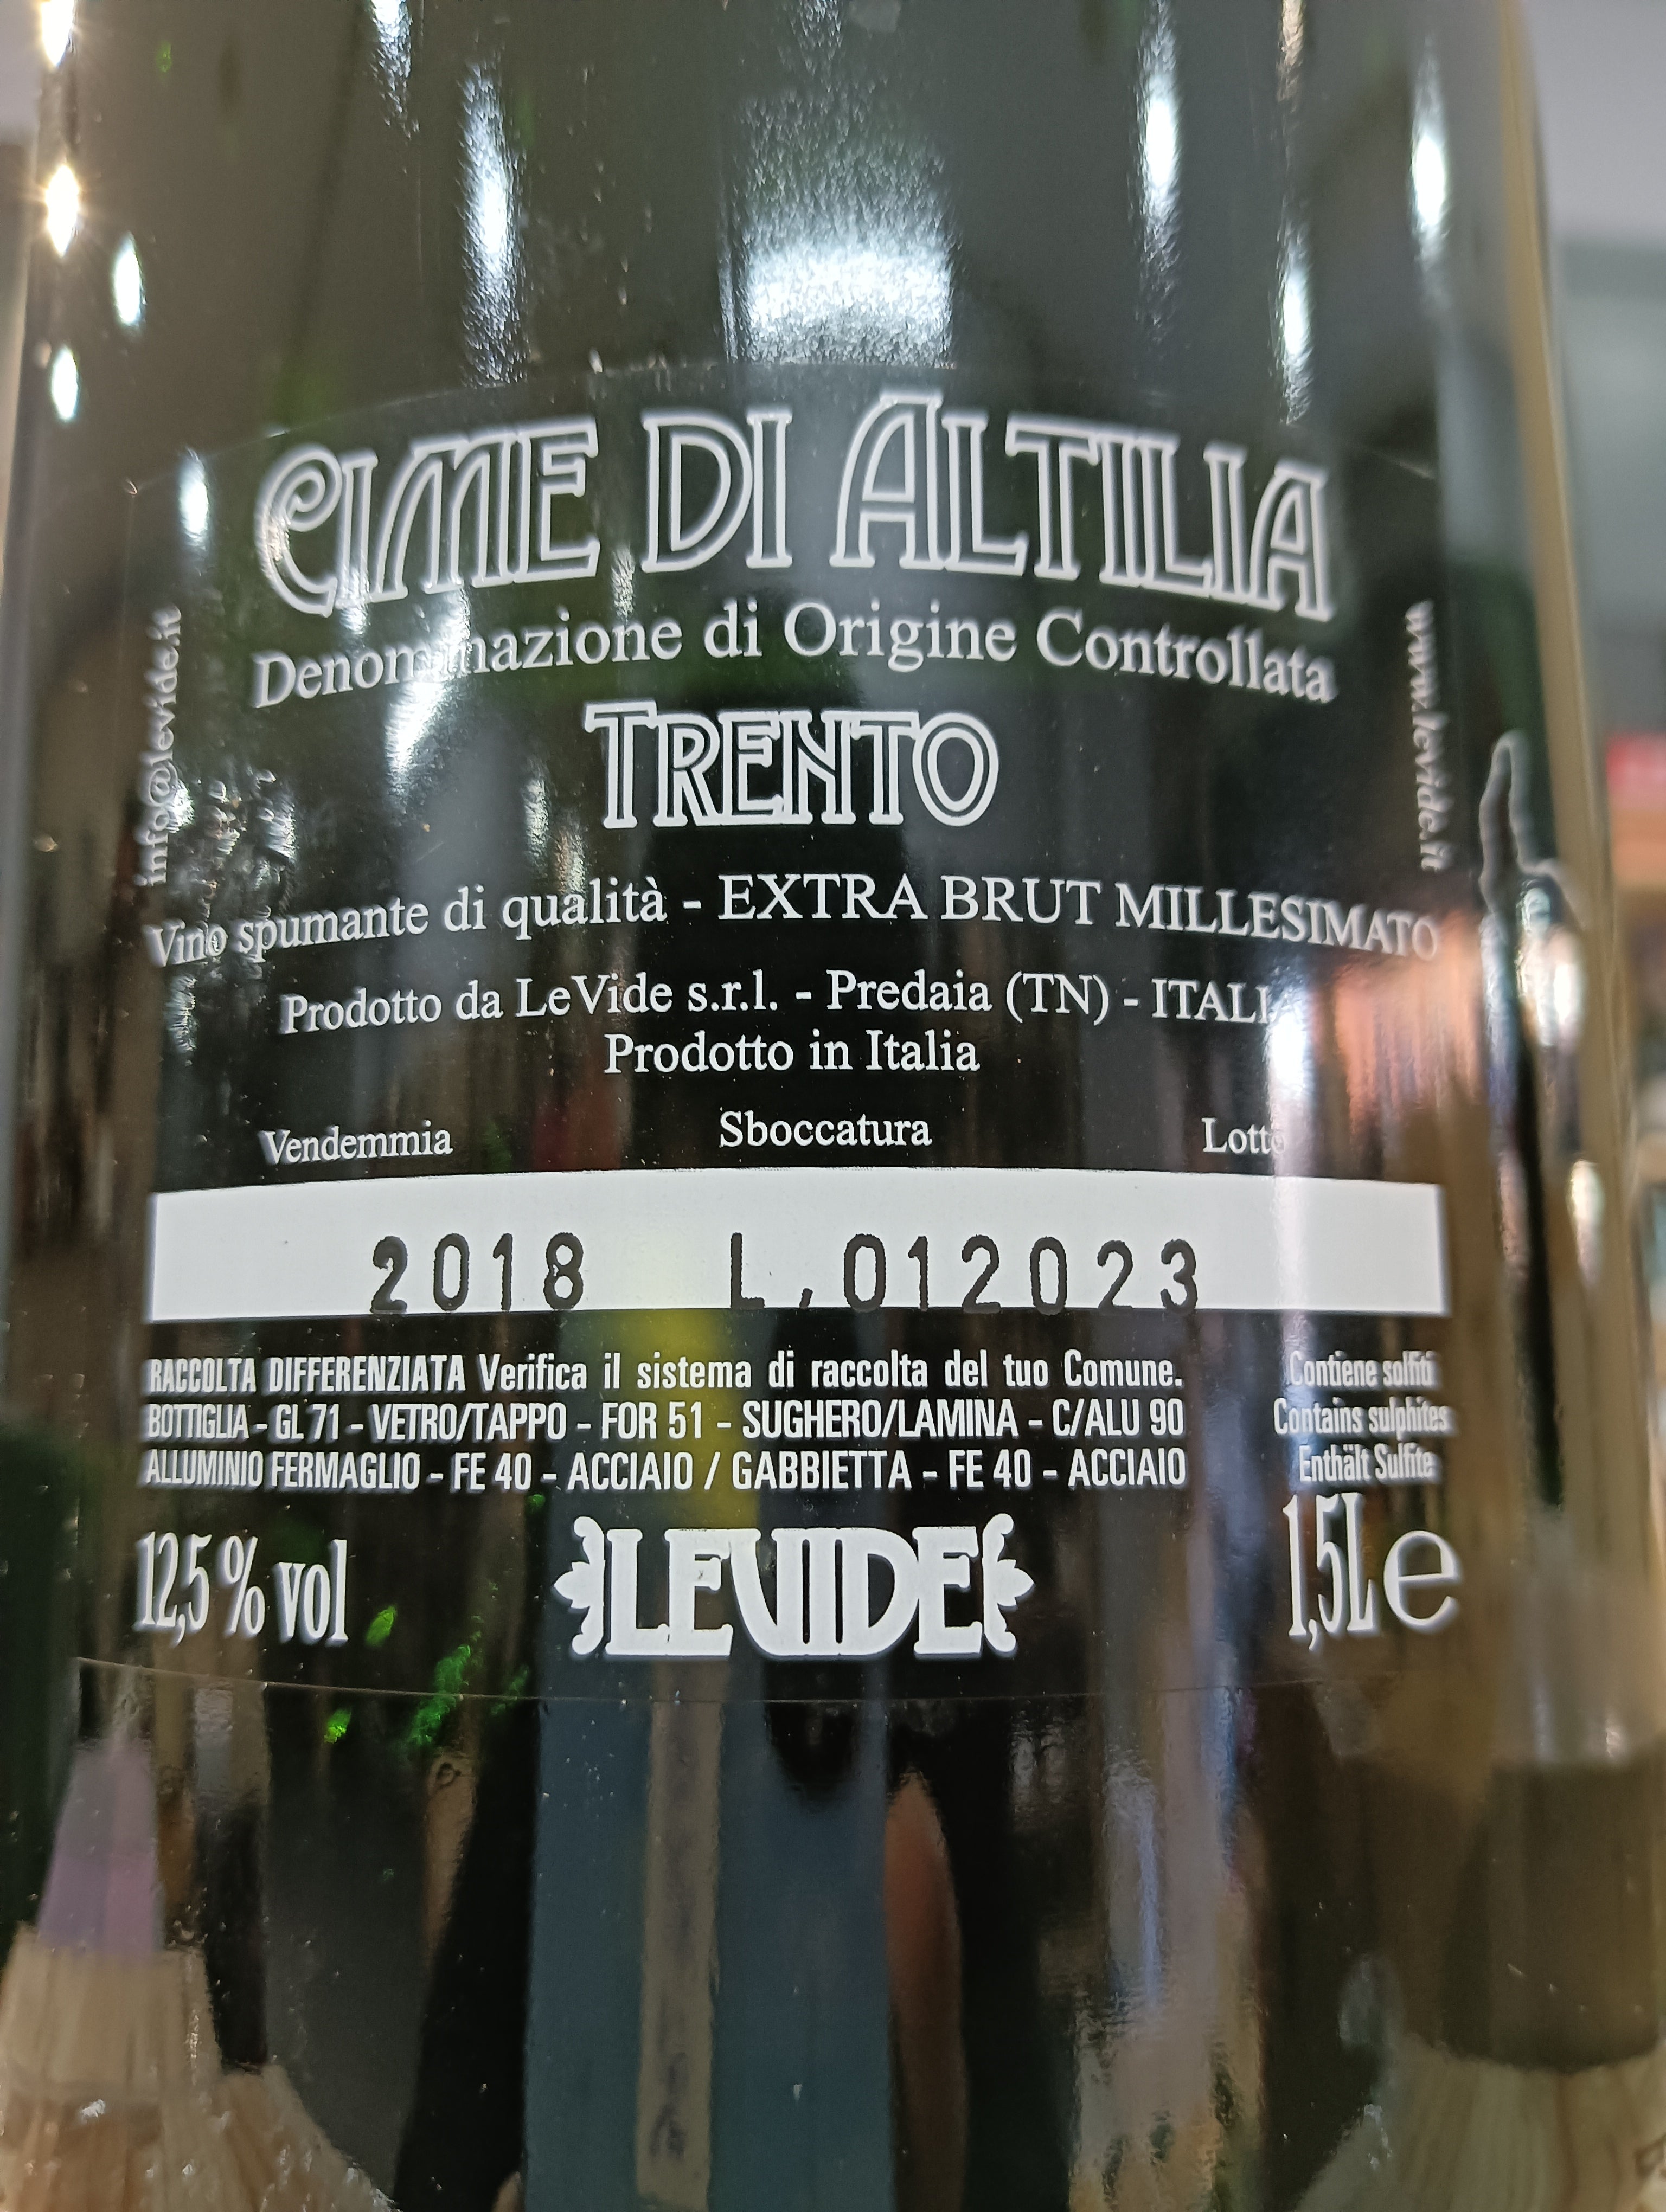 CIME DI ALTILIA
Denominazione di Origine Controllata
TRENTO
info@levide.it
www.levide.it
Vino spumante di qualità - EXTRA BRUT MILLESIMATO
Prodotto da LeVide s.r.l. - Predaia (TN) - ITALIA
Prodotto in Italia
Vendemmia Sboccatura Lotto
2018 L,012023
RACCOLTA DIFFERENZIATA Verifica il sistema di raccolta del tuo Comune.
BOTTIGLIA - GL 71 - VETRO/TAPPO - FOR 51 - SUGHERO/LAMINA - C/ALU 90
ALLUMINIO FERMAGLIO - FE 40 - ACCIAIO / GABBIETTA - FE 40 - ACCIAIO
Contiene solfiti
Contains sulphites
Enthält Sulfite
12,5 % vol LEVIDE 1,5L e